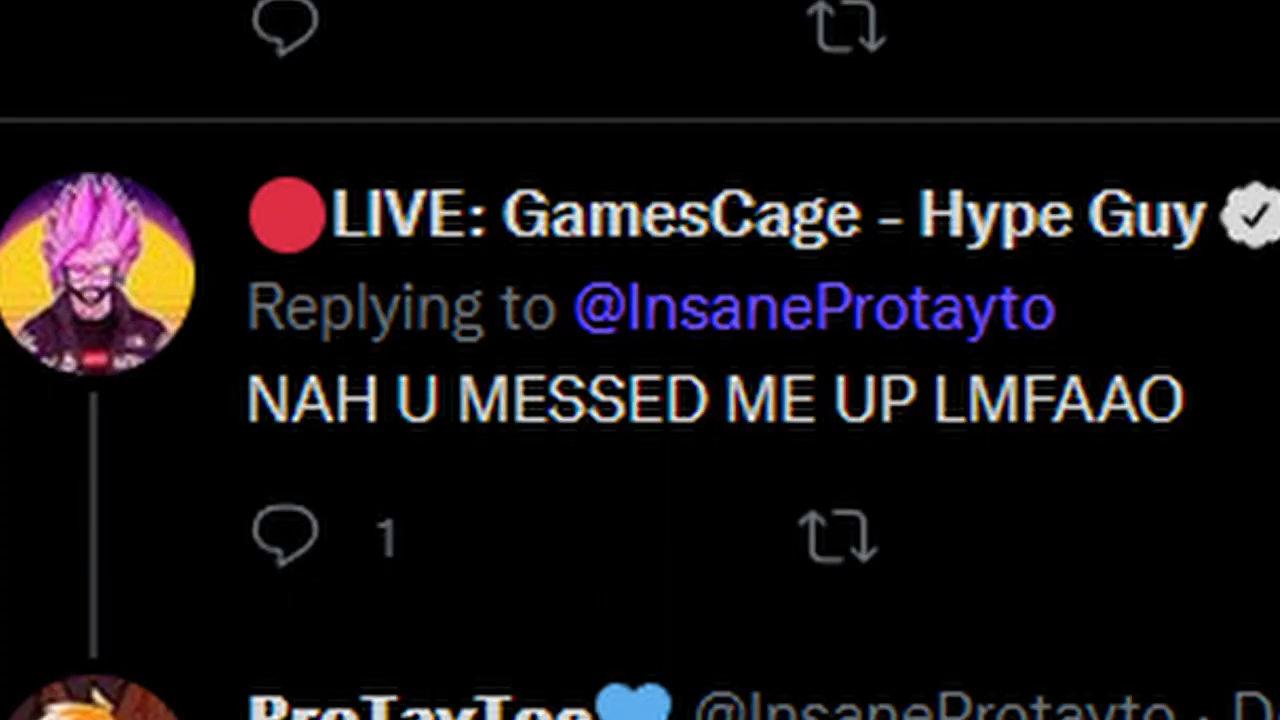 🔴LIVE: GamesCage - Hype Guy
Replying to @InsaneProtayto
NAH U MESSED ME UP LMFAAO
1
ProTayToe💙 @InsaneProtayto · D